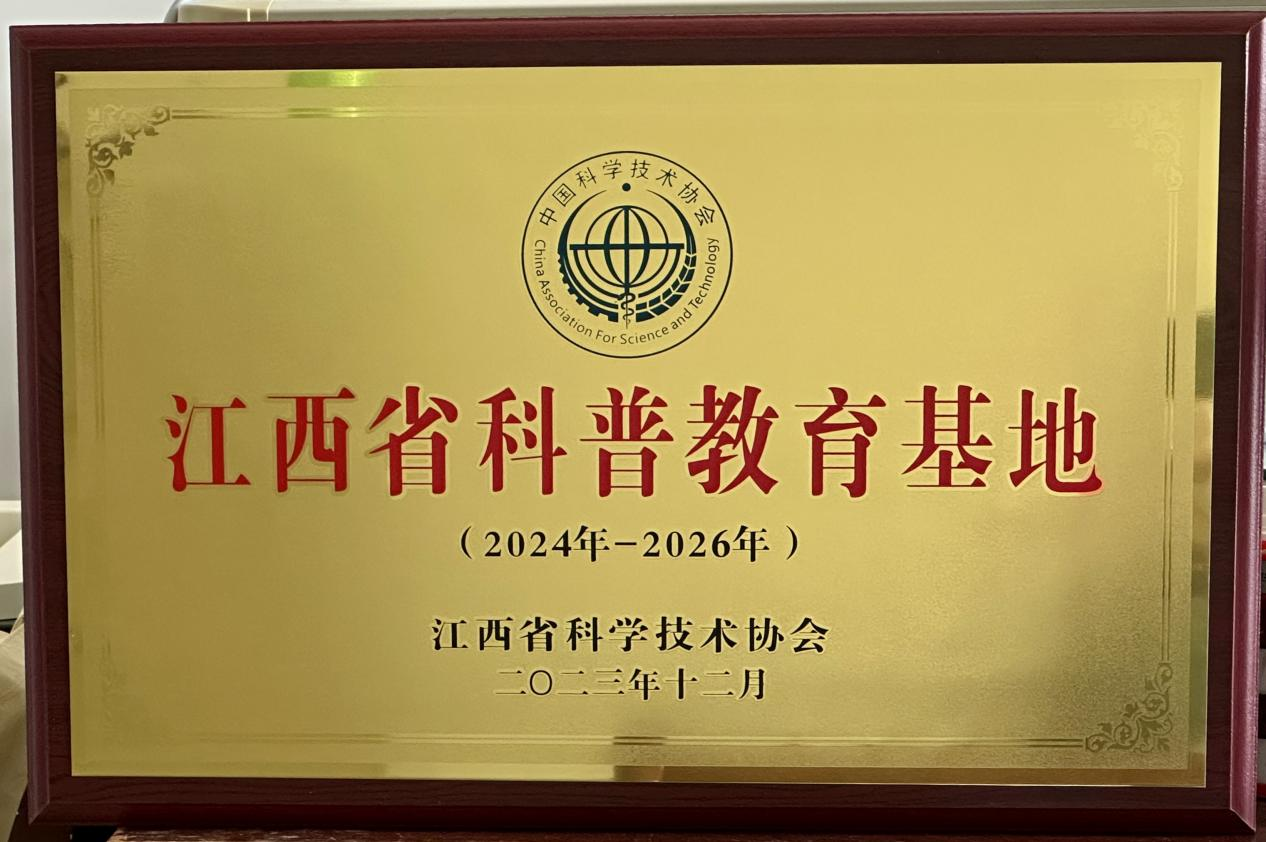 中国科学技术协会
China Association For Science and Technology
江西省科普教育基地
（2024年-2026年）
江西省科学技术协会
二〇二三年十二月